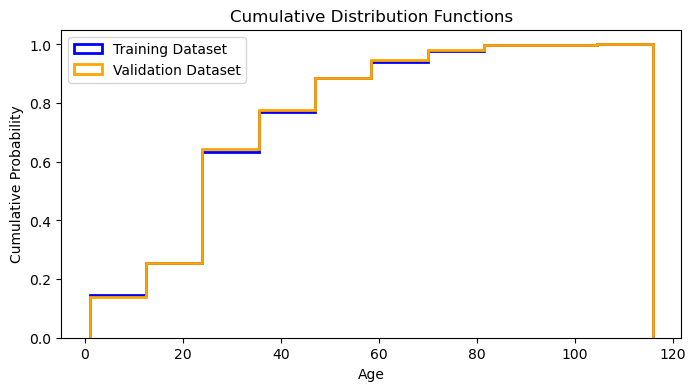 Cumulative Distribution Functions
Training Dataset
Validation Dataset
Cumulative Probability
1.0
0.8
0.6
0.4
0.2
0.0
0 20 40 60 80 100 120
Age